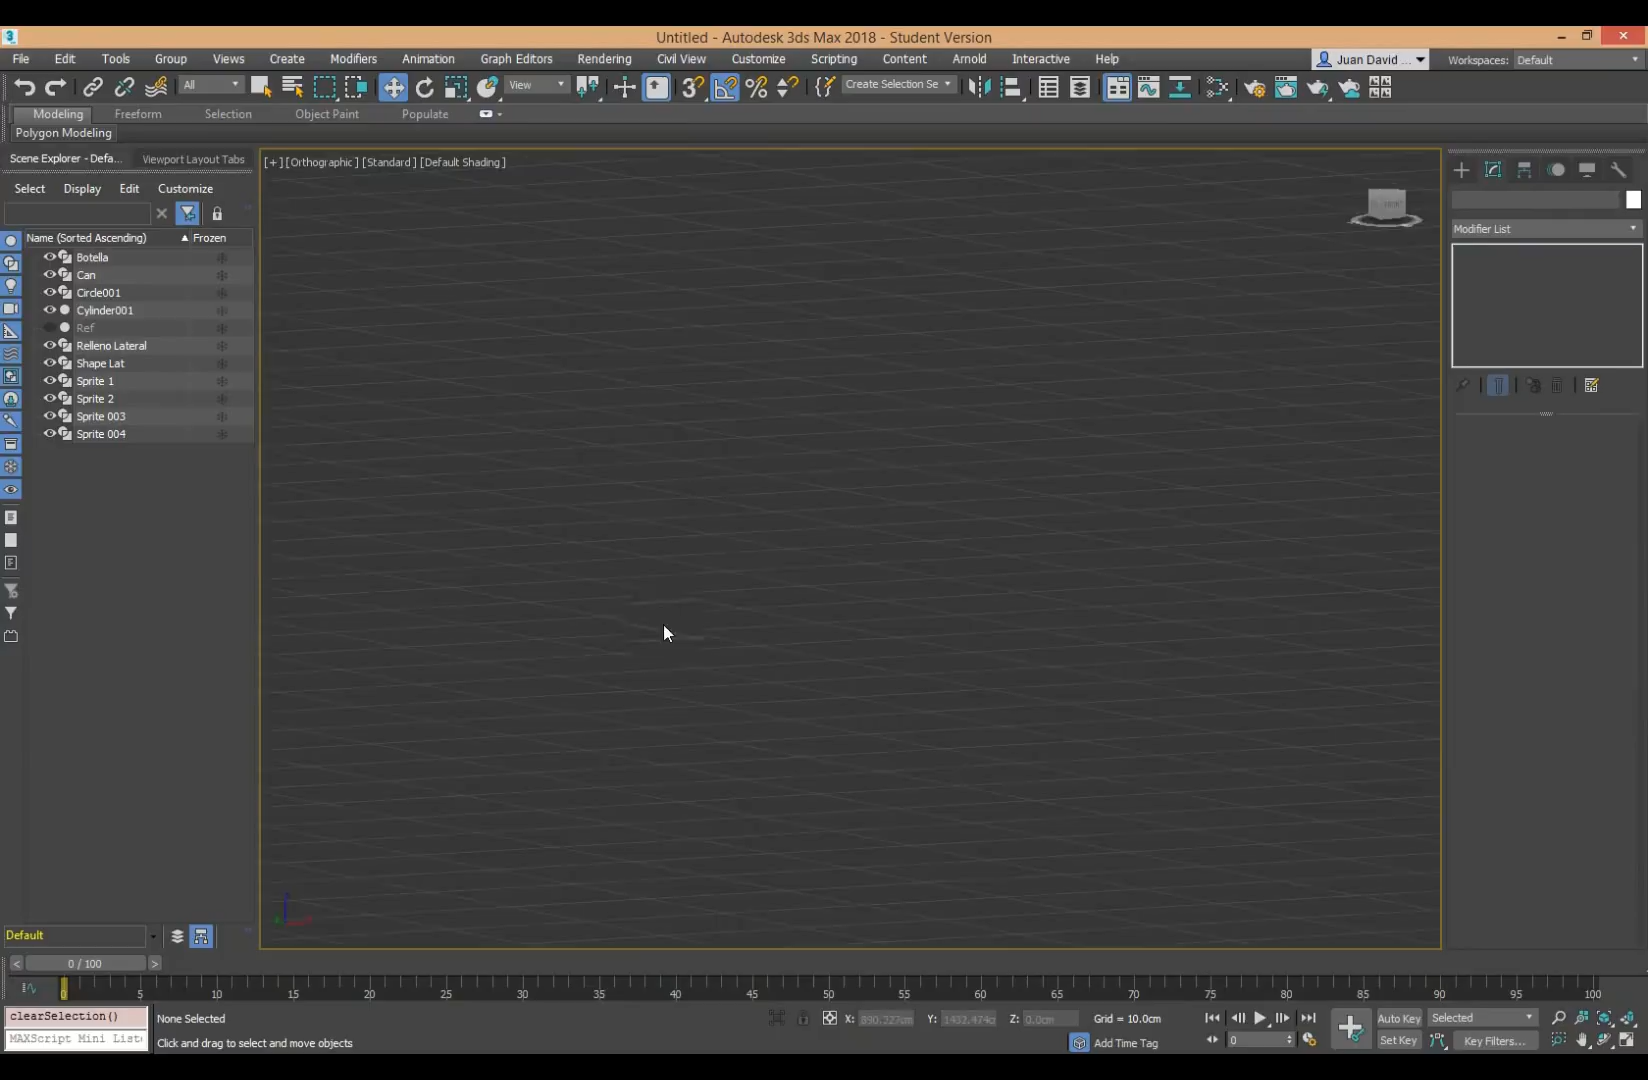 Untitled - Autodesk 3ds Max 2018 - Student Version
File Edit Tools Group Views Create Modifiers Animation Graph Editors Rendering Civil View Customize Scripting Content Arnold Interactive Help Juan David ... Workspaces: Default
All View Create Selection Se
Modeling Freeform Selection Object Paint Populate
Polygon Modeling
Scene Explorer - Defa... Viewport Layout Tabs
[+] [Orthographic] [Standard] [Default Shading]
Select Display Edit Customize
Modifier List
Name (Sorted Ascending) Frozen
Botella
Can
Circle001
Cylinder001
Ref
Relleno Lateral
Shape Lat
Sprite 1
Sprite 2
Sprite 003
Sprite 004
Default
< 0 / 100 >
0 5 10 15 20 25 30 35 40 45 50 55 60 65 70 75 80 85 90 95 100
clearSelection()
None Selected
X: 890.327cm Y: 1432.474c Z: 0.0cm Grid = 10.0cm
Auto Key Selected
MAXScript Mini List
Click and drag to select and move objects
Add Time Tag
0
Set Key Key Filters...